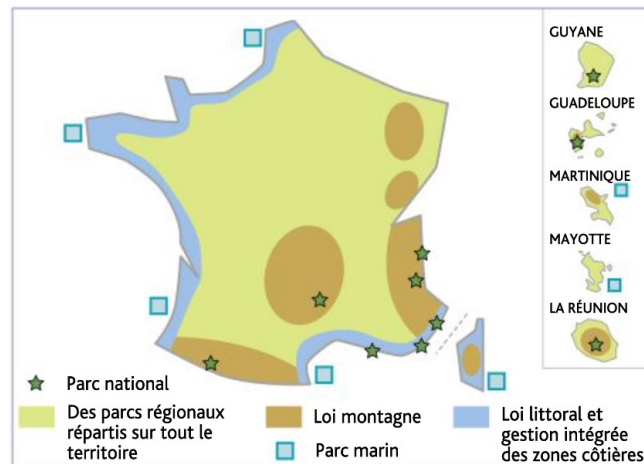 GUYANE
GUADELOUPE
MARTINIQUE
MAYOTTE
LA RÉUNION
Parc national
Des parcs régionaux
répartis sur tout le
territoire
Loi montagne
Parc marin
Loi littoral et
gestion intégrée
des zones côtières